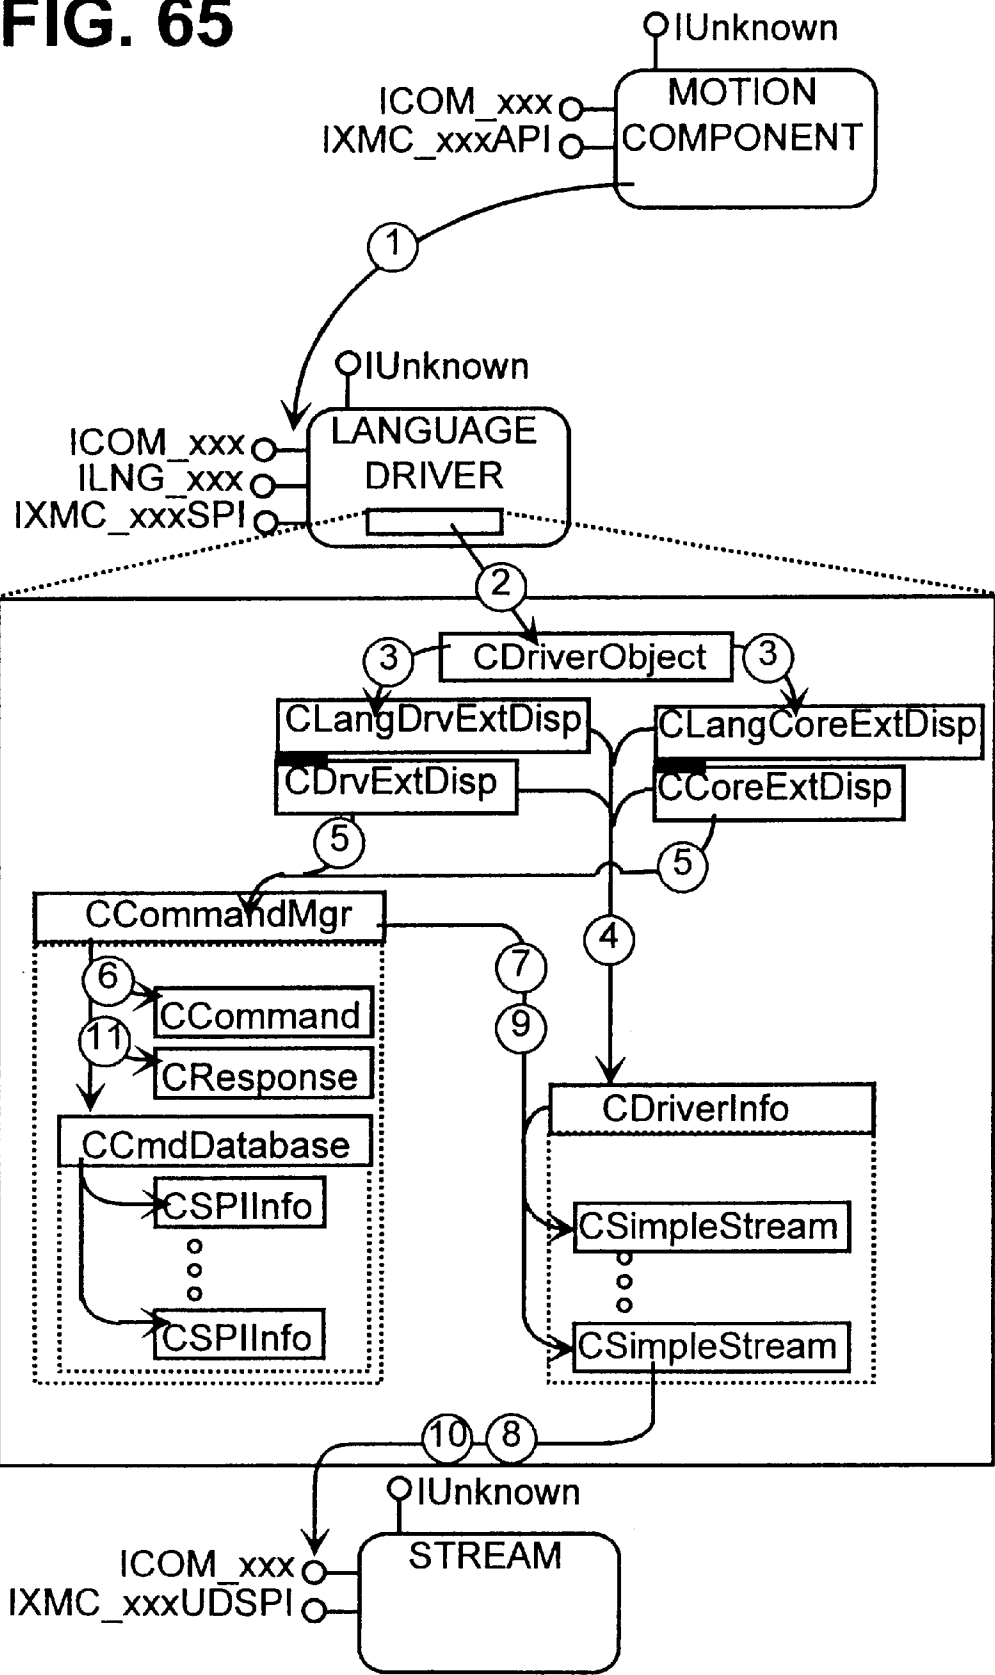 FIG. 65
IUnknown
ICOM_xxx
IXMC_xxxAPI
MOTION
COMPONENT
1
IUnknown
ICOM_xxx
ILNG_xxx
IXMC_xxxSPI
LANGUAGE
DRIVER
2
CDriverObject
3
3
CLangDrvExtDisp
CLangCoreExtDisp
CDrvExtDisp
CCoreExtDisp
5
5
CCommandMgr
4
7
6
CCommand
9
11
CResponse
CDriverInfo
CCmdDatabase
CSPIInfo
CSimpleStream
CSPIInfo
CSimpleStream
10
8
IUnknown
STREAM
ICOM_xxx
IXMC_xxxUDSPI